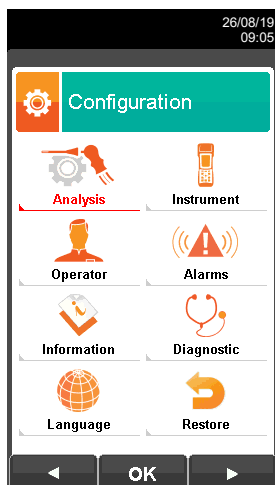 26/08/19
09:05
Configuration
Analysis
Instrument
Operator
Alarms
Information
Diagnostic
Language
Restore
OK